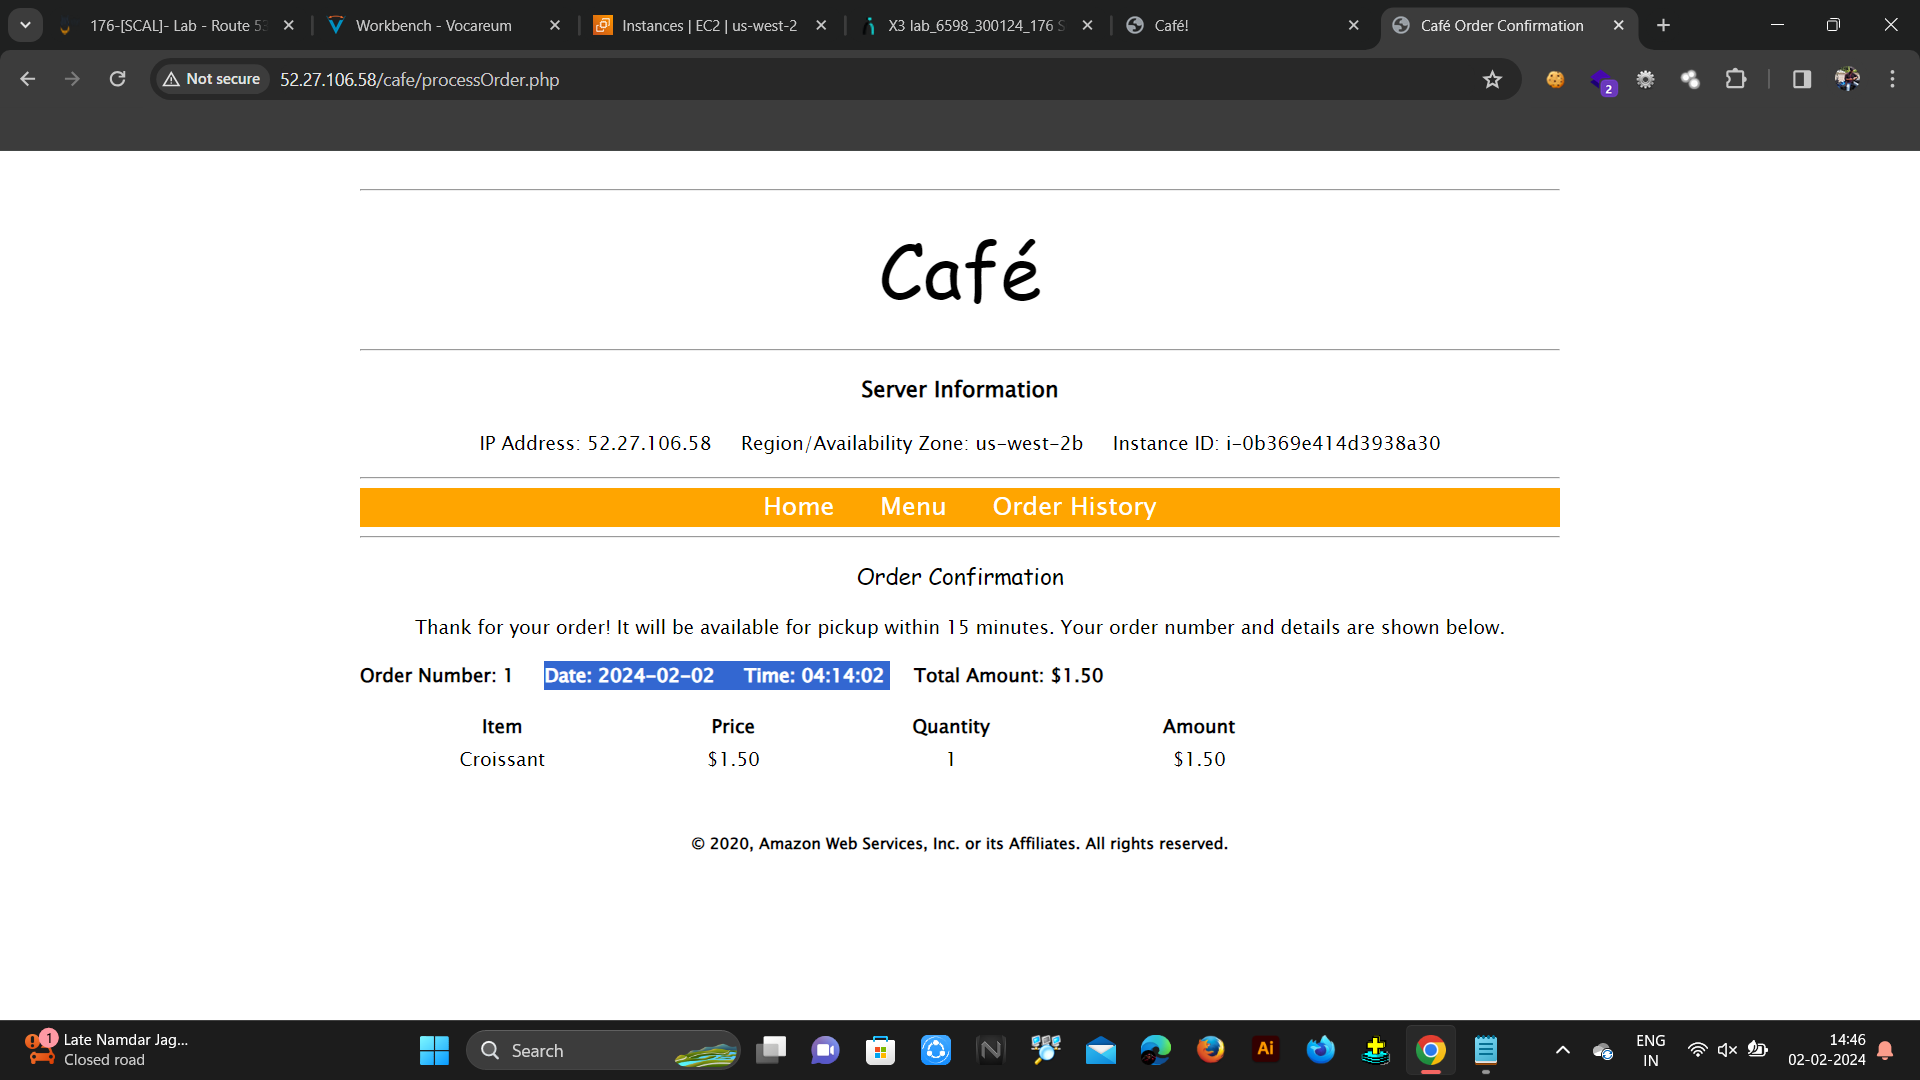 176-[SCAL]- Lab - Route 53
Workbench - Vocareum
Instances | EC2 | us-west-2
X3 lab_6598_300124_176 S
Café!
Café Order Confirmation
Not secure
52.27.106.58/cafe/processOrder.php
2
Café
Server Information
IP Address: 52.27.106.58 Region/Availability Zone: us-west-2b Instance ID: i-0b369e414d3938a30
Home Menu Order History
Order Confirmation
Thank for your order! It will be available for pickup within 15 minutes. Your order number and details are shown below.
Order Number: 1 Date: 2024-02-02 Time: 04:14:02 Total Amount: $1.50
Item Price Quantity Amount
Croissant $1.50 1 $1.50
© 2020, Amazon Web Services, Inc. or its Affiliates. All rights reserved.
1
Late Namdar Jag...
Closed road
Search
N
Ai
ENG
IN
14:46
02-02-2024